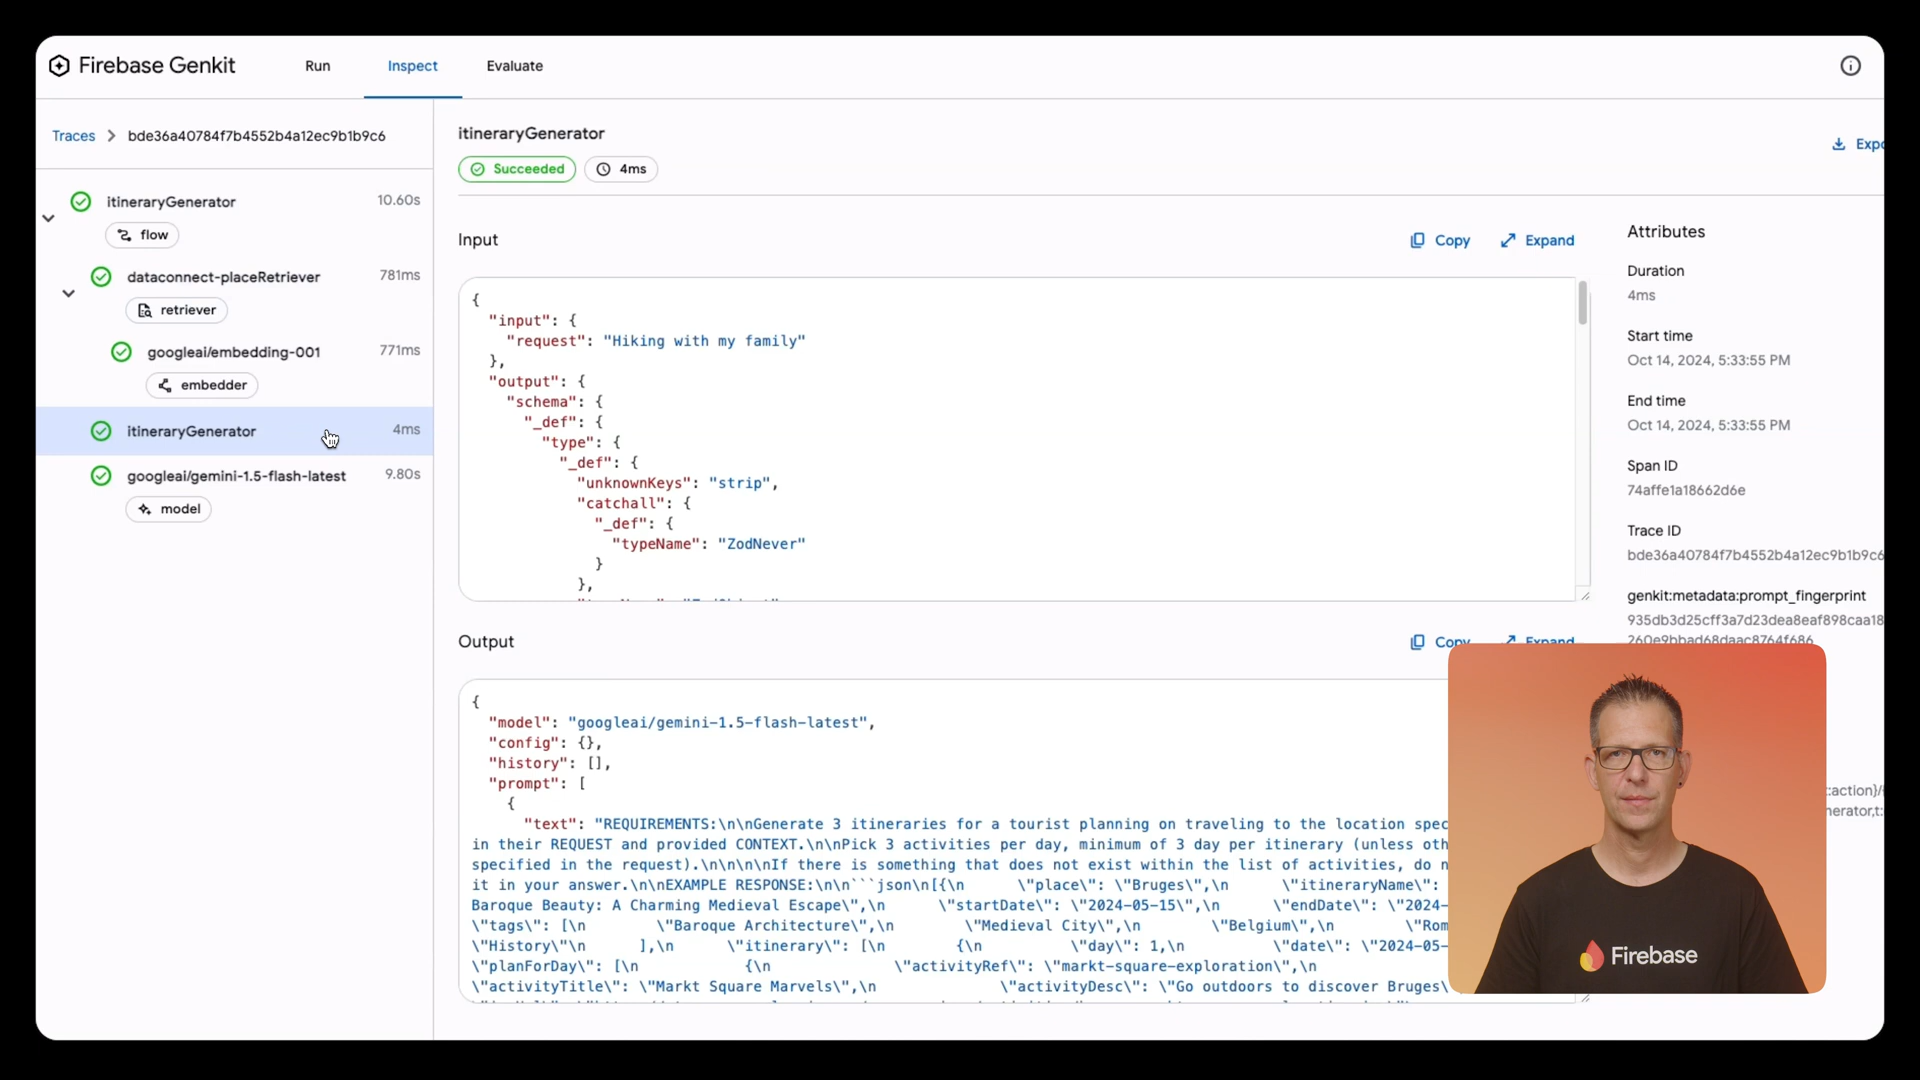 Firebase Genkit
Run
Inspect
Evaluate
Traces > bde36a40784f7b4552b4a12ec9b1b9c6
itineraryGenerator 10.60s
flow
dataconnect-placeRetriever 781ms
retriever
googleai/embedding-001 771ms
embedder
itineraryGenerator 4ms
googleai/gemini-1.5-flash-latest 9.80s
model
itineraryGenerator
Succeeded
4ms
Expo
Input
Copy
Expand
{
"input": {
"request": "Hiking with my family"
},
"output": {
"schema": {
"_def": {
"type": {
"_def": {
"unknownKeys": "strip",
"catchall": {
"_def": {
"typeName": "ZodNever"
}
},
Output
Copy
Expand
{
"model": "googleai/gemini-1.5-flash-latest",
"config": {},
"history": [],
"prompt": [
{
"text": "REQUIREMENTS:\n\nGenerate 3 itineraries for a tourist planning on traveling to the location spec
in their REQUEST and provided CONTEXT.\n\nPick 3 activities per day, minimum of 3 day per itinerary (unless oth
specified in the request).\n\n\n\nIf there is something that does not exist within the list of activities, do n
it in your answer.\n\nEXAMPLE RESPONSE:\n\n```json\n[{\n \"place\": \"Bruges\",\n \"itineraryName\":
Baroque Beauty: A Charming Medieval Escape\",\n \"startDate\": \"2024-05-15\",\n \"endDate\": \"2024-
\"tags\": [\n \"Baroque Architecture\",\n \"Medieval City\",\n \"Belgium\",\n \"Rom
\"History\"\n ],\n \"itinerary\": [\n {\n \"day\": 1,\n \"date\": \"2024-05-
\"planForDay\": [\n {\n \"activityRef\": \"markt-square-exploration\",\n
\"activityTitle\": \"Markt Square Marvels\",\n \"activityDesc\": \"Go outdoors to discover Bruges\
Attributes
Duration
4ms
Start time
Oct 14, 2024, 5:33:55 PM
End time
Oct 14, 2024, 5:33:55 PM
Span ID
74affe1a18662d6e
Trace ID
bde36a40784f7b4552b4a12ec9b1b9c6
genkit:metadata:prompt_fingerprint
935db3d25cff3a7d23dea8eaf898caa18
260e9bbad68daac8764f686
:action}/
nerator,t:
Firebase